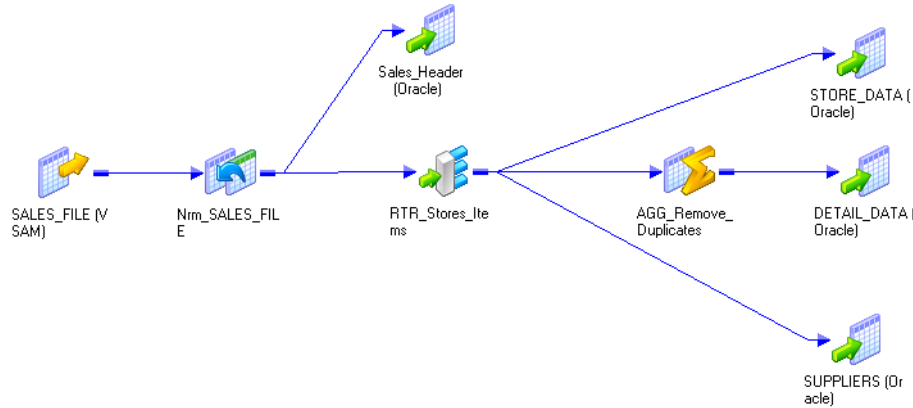 Sales_Header
(Oracle)
STORE_DATA (
Oracle)
SALES_FILE (V
SAM)
Nrm_SALES_FIL
E
RTR_Stores_Ite
ms
AGG_Remove_
Duplicates
DETAIL_DATA (
Oracle)
SUPPLIERS (Or
acle)